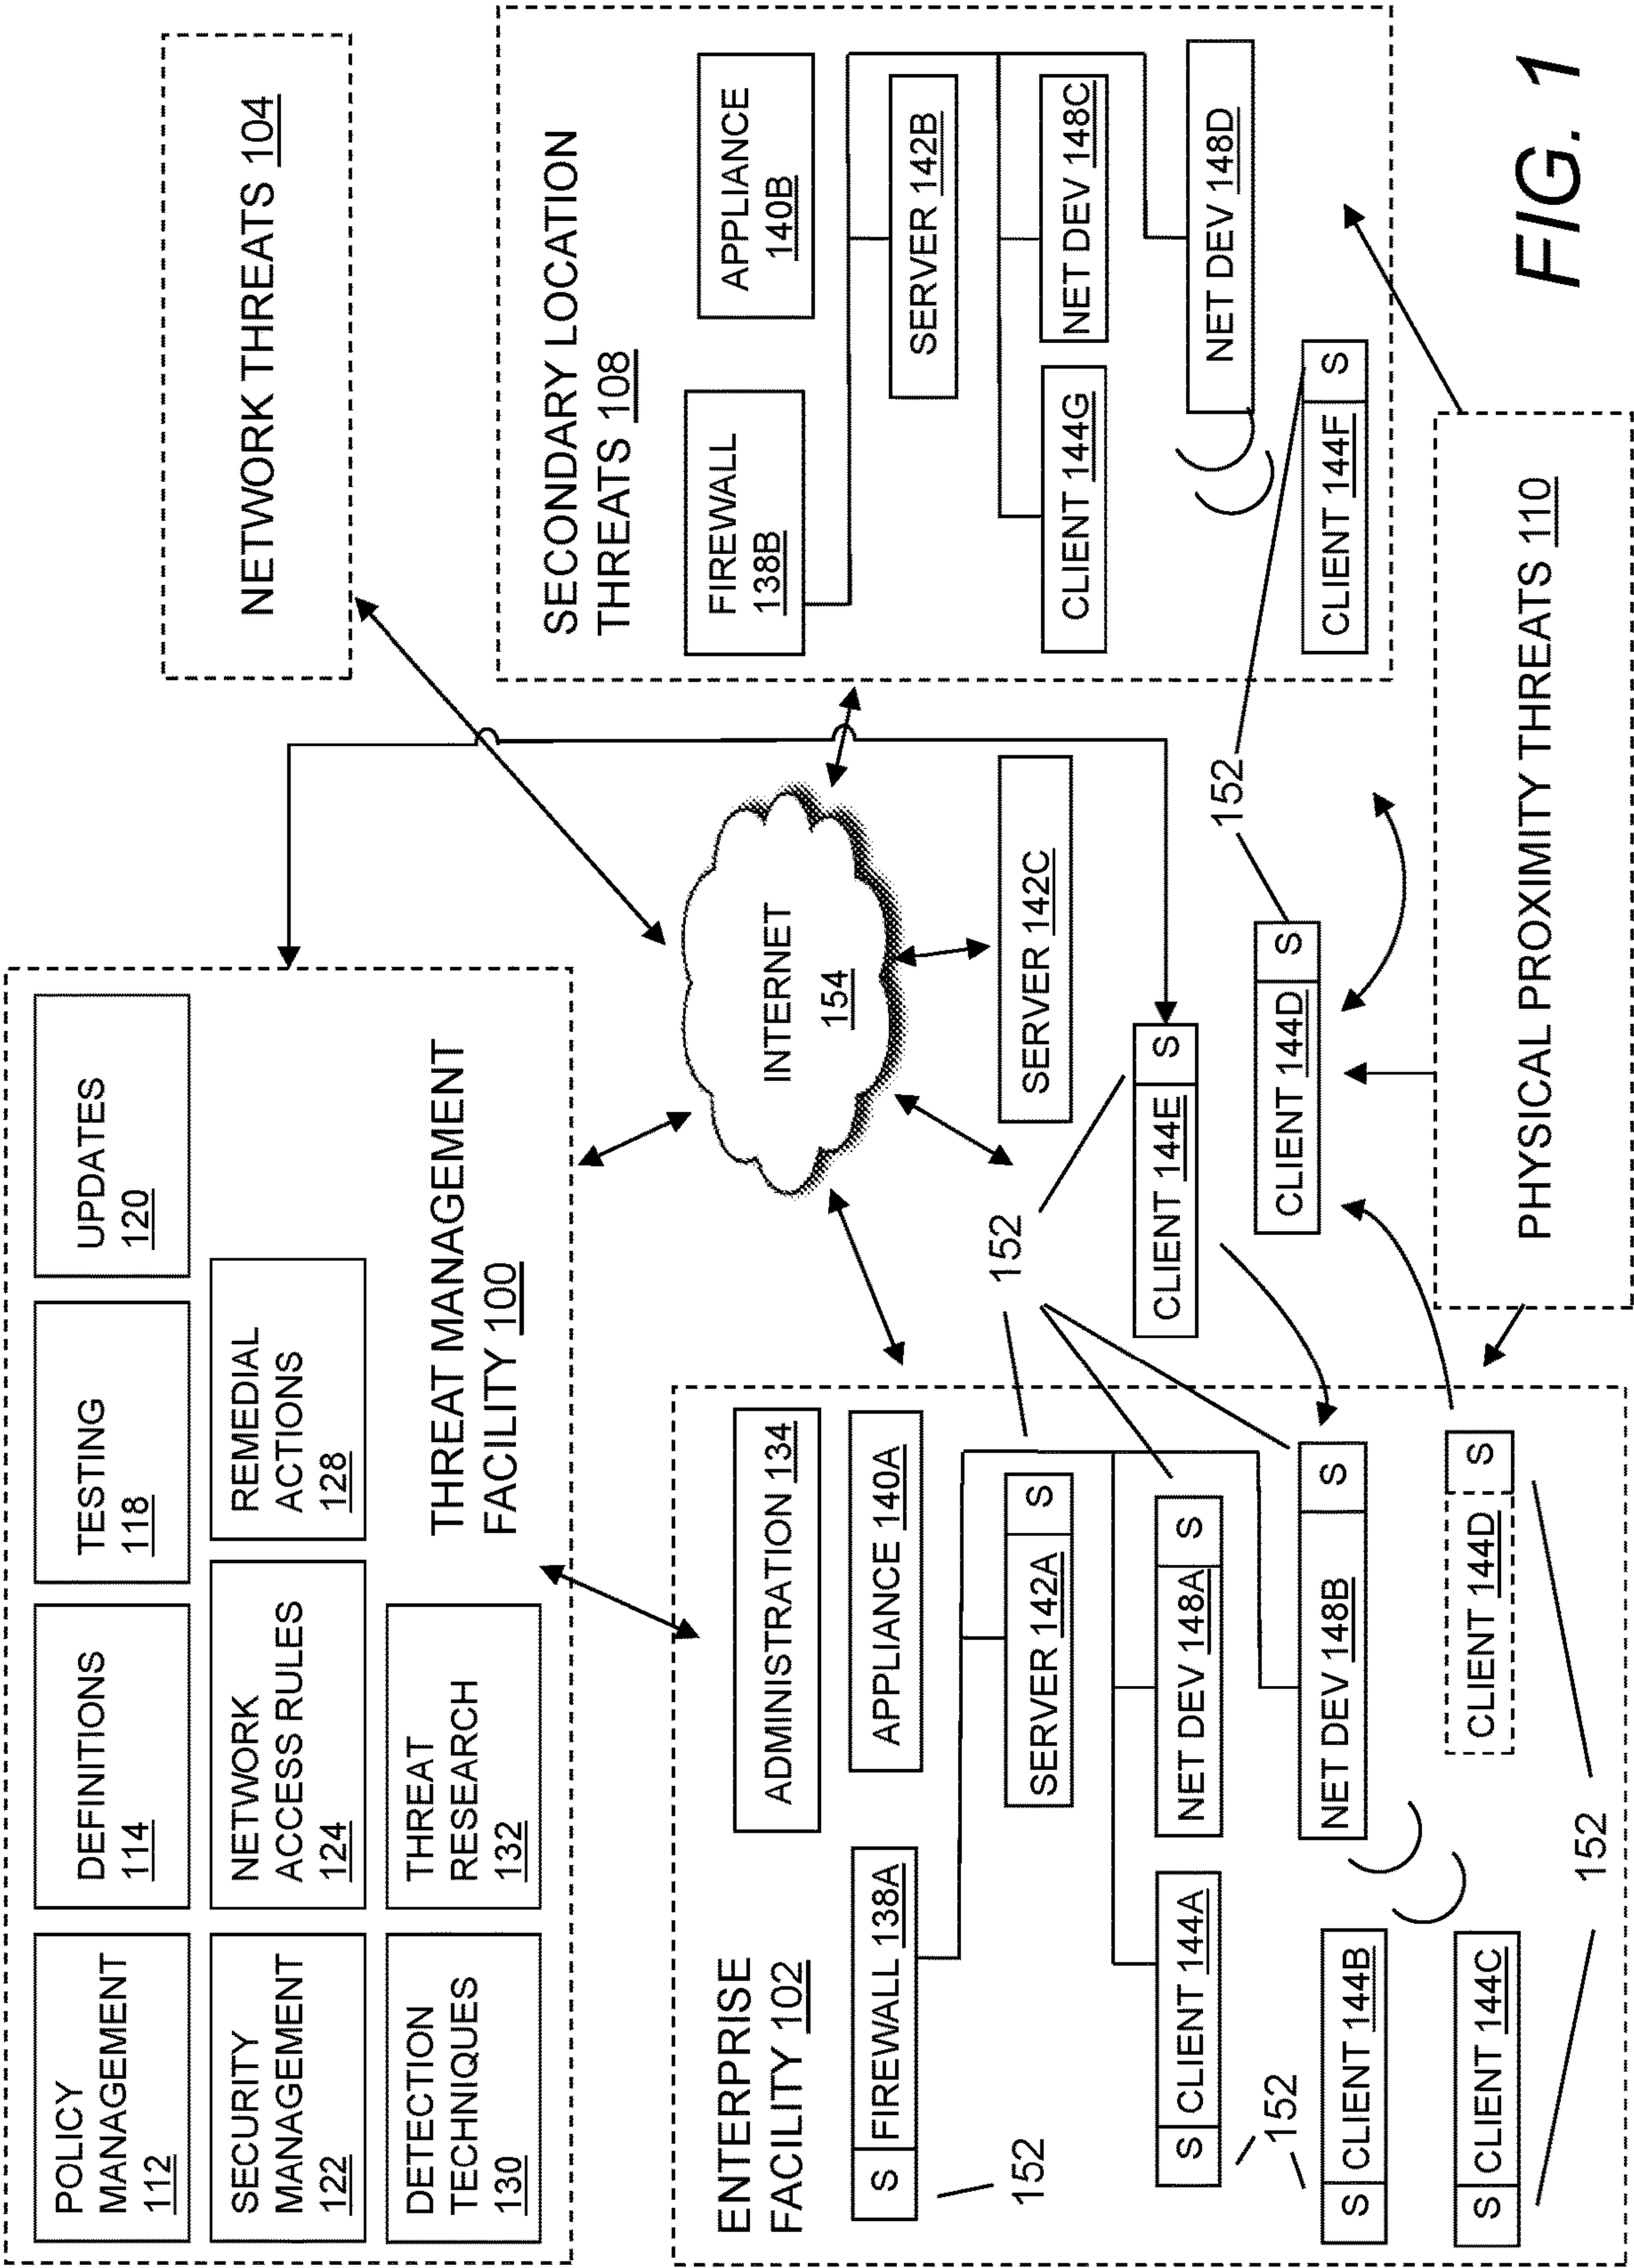 POLICY
MANAGEMENT
112
DEFINITIONS
114
TESTING
118
UPDATES
120
SECURITY
MANAGEMENT
122
NETWORK
ACCESS RULES
124
REMEDIAL
ACTIONS
128
DETECTION
TECHNIQUES
130
THREAT
RESEARCH
132
THREAT MANAGEMENT
FACILITY 100
NETWORK THREATS 104
INTERNET
154
SECONDARY LOCATION
THREATS 108
FIREWALL
138B
APPLIANCE
140B
SERVER 142B
CLIENT 144G
NET DEV 148C
NET DEV 148D
CLIENT 144F S
ENTERPRISE
FACILITY 102
ADMINISTRATION 134
S FIREWALL 138A
APPLIANCE 140A
152
SERVER 142A S
152
SERVER 142C
S CLIENT 144A
NET DEV 148A S
CLIENT 144E S
152
152
S CLIENT 144B
NET DEV 148B S
CLIENT 144D S
S CLIENT 144C
CLIENT 144D S
152
PHYSICAL PROXIMITY THREATS 110
FIG. 1